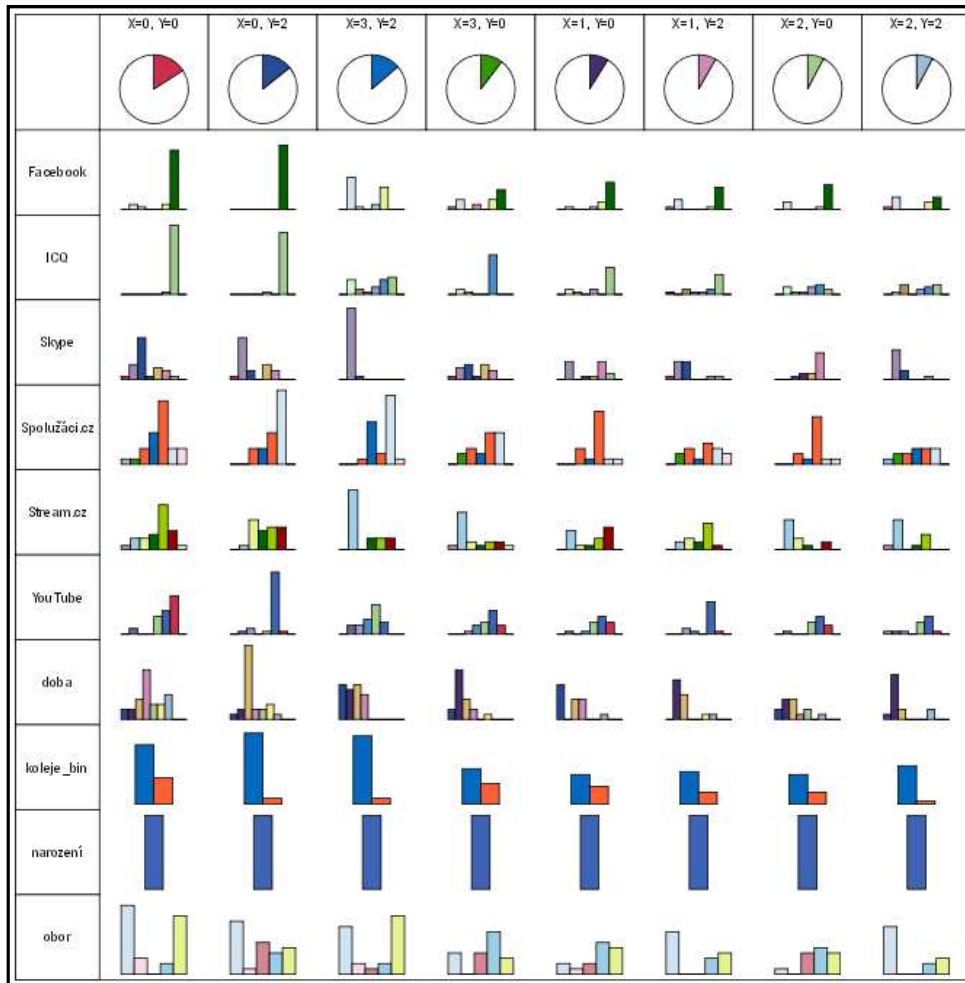 X=0, Y=0 X=0, Y=2 X=3, Y=2 X=3, Y=0 X=1, Y=0 X=1, Y=2 X=2, Y=0 X=2, Y=2
Facebook
ICQ
Skype
Spolužáci.cz
Stream.cz
YouTube
doba
koleje_bin
narození
obor